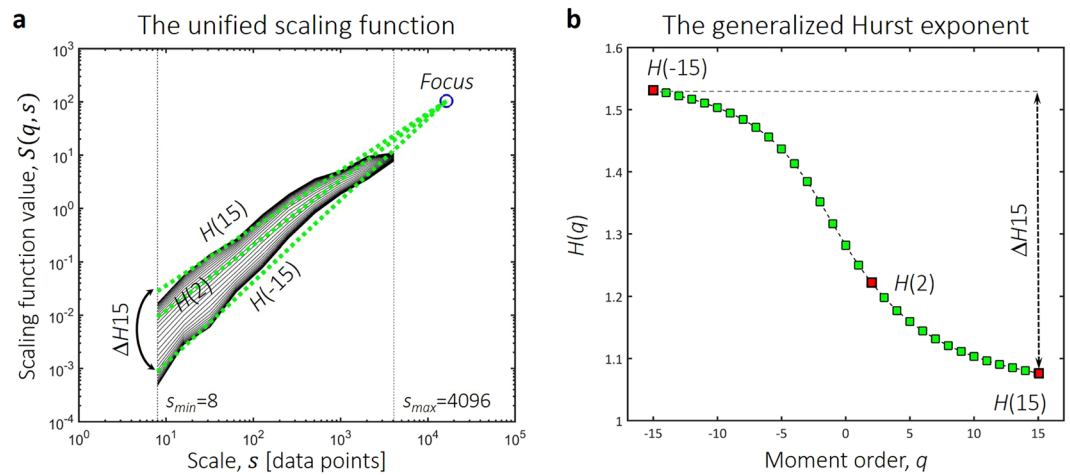 a
The unified scaling function
Scaling function value, S(q, s)
10³
10²
10¹
10⁰
10⁻¹
10⁻²
10⁻³
10⁻⁴
Focus
H(15)
H(2)
H(-15)
ΔH15
s_min=8
s_max=4096
10⁰
10¹
10²
10³
10⁴
10⁵
Scale, s [data points]
b
The generalized Hurst exponent
H(q)
1.6
1.5
1.4
1.3
1.2
1.1
1
H(-15)
ΔH15
H(2)
H(15)
-15
-10
-5
0
5
10
15
Moment order, q